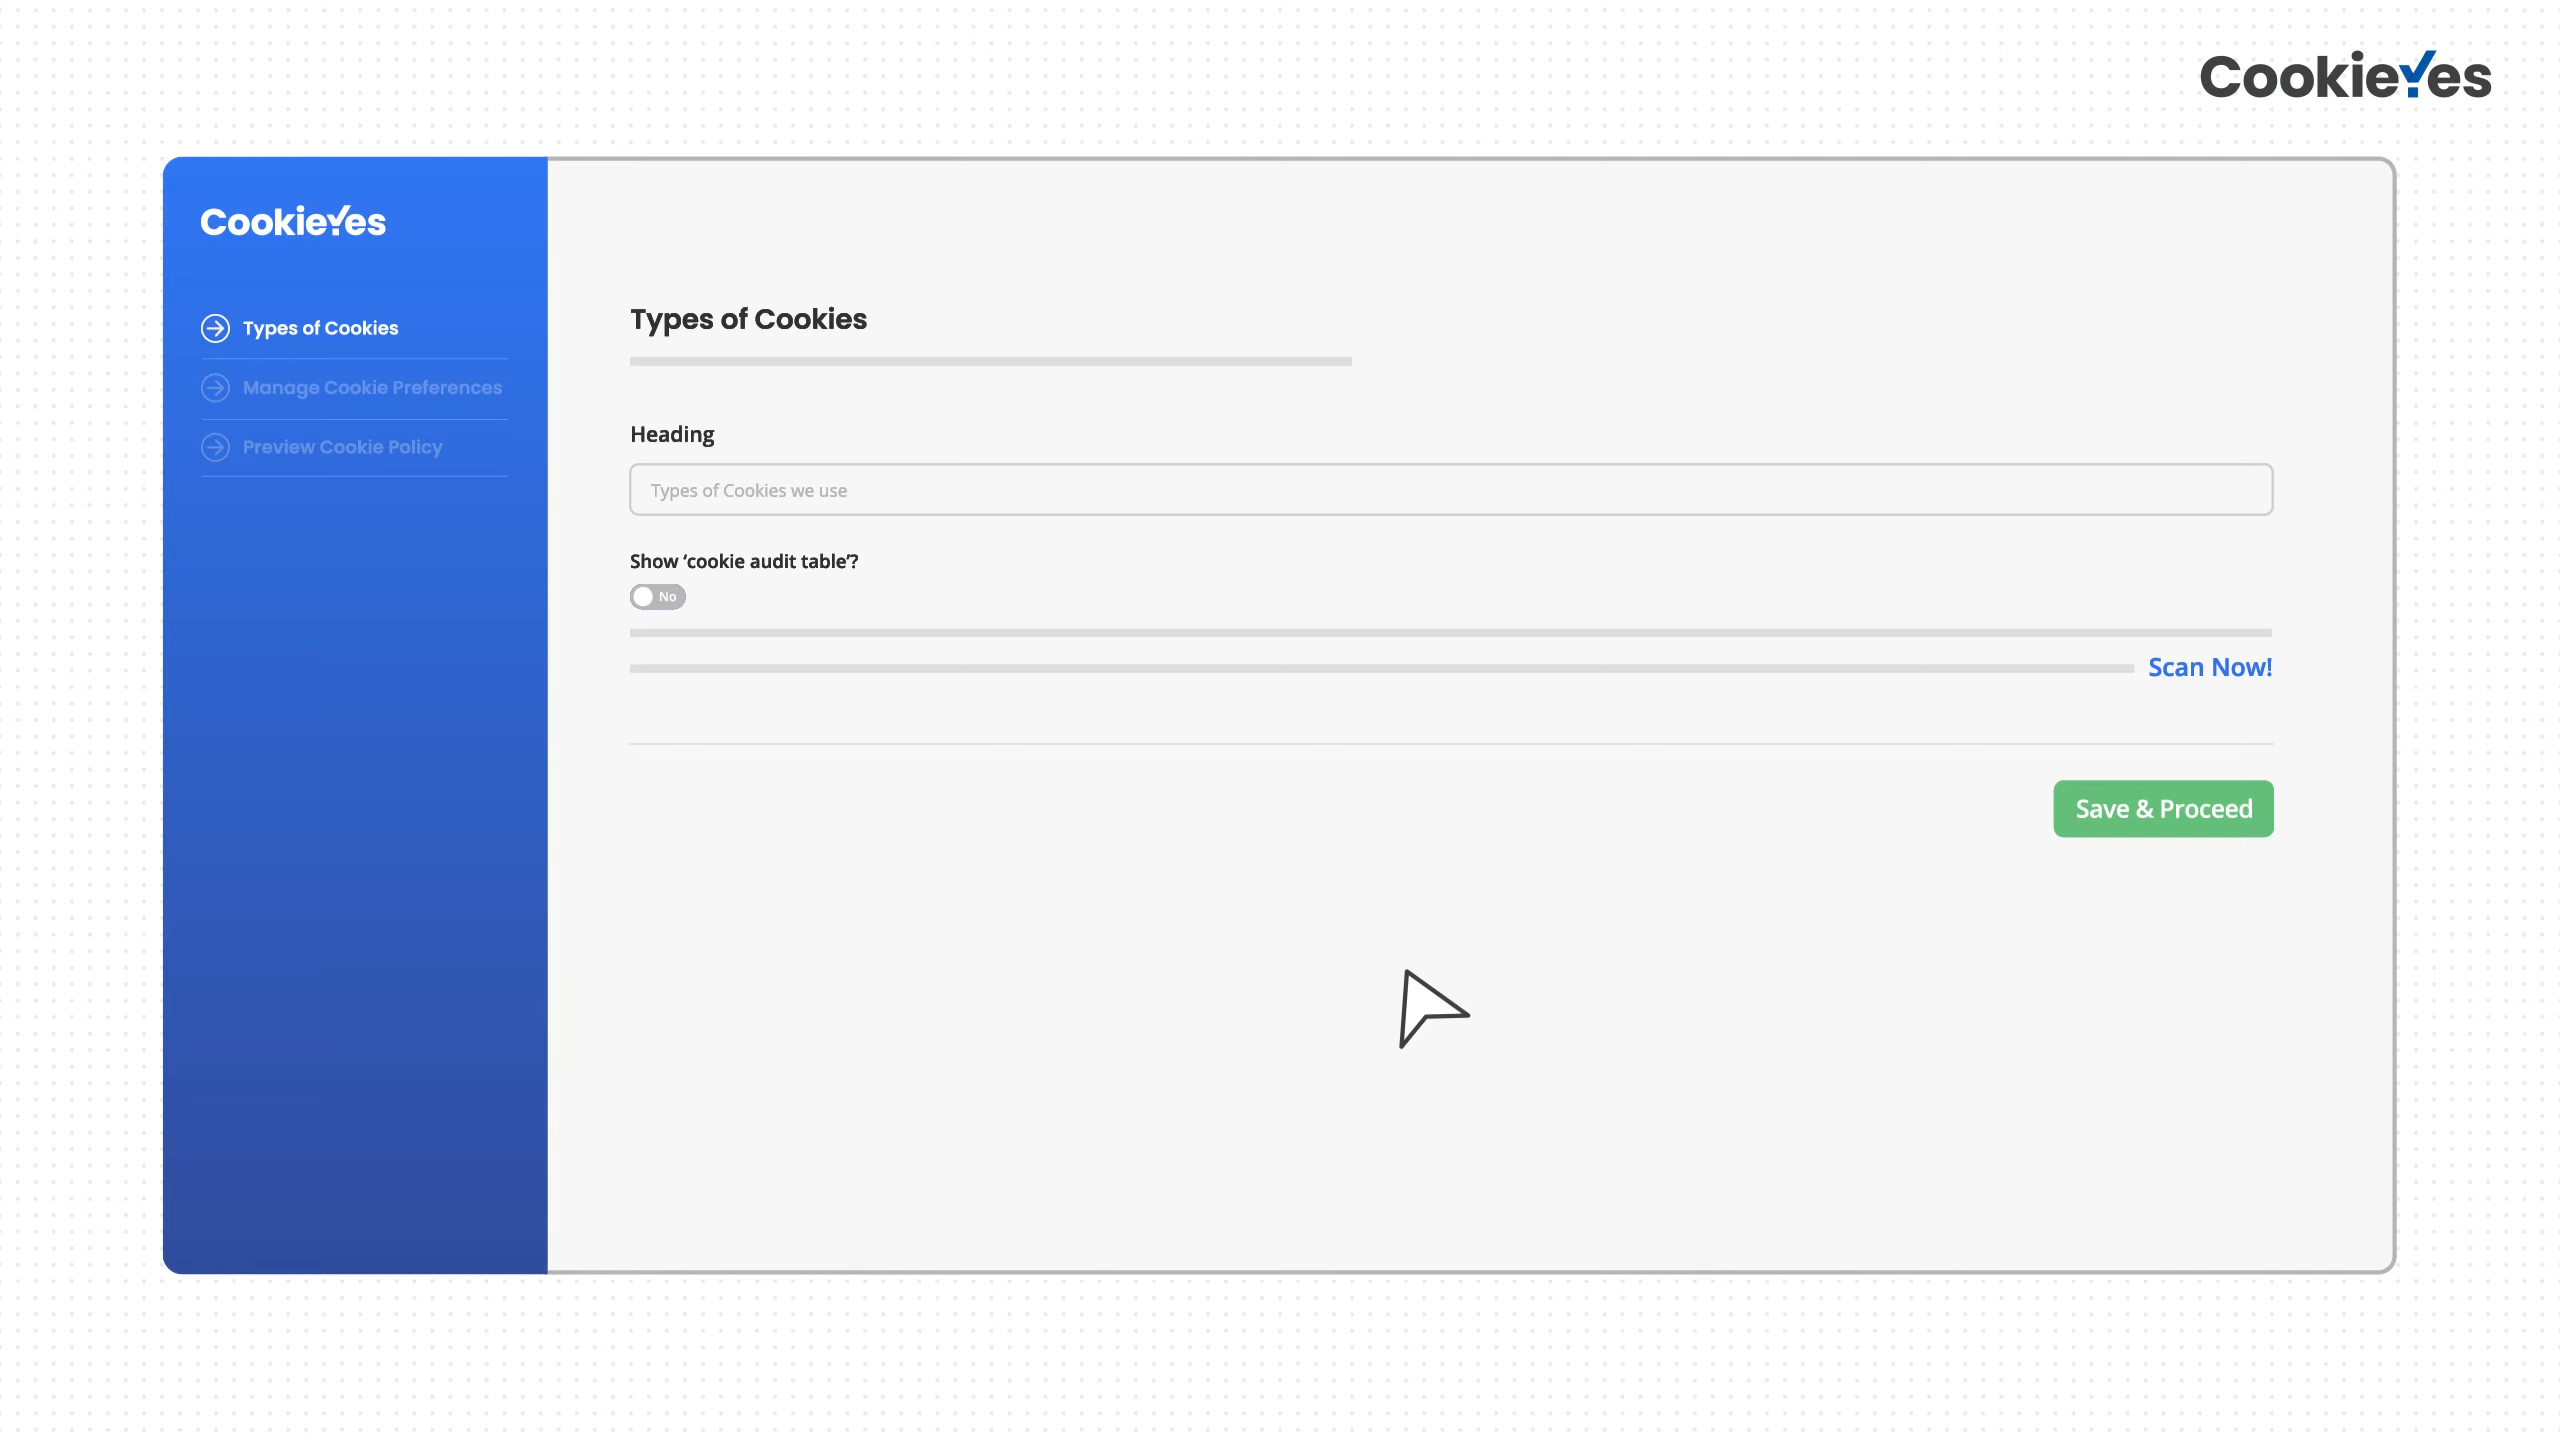 CookieYes
CookieYes
Types of Cookies
Manage Cookie Preferences
Preview Cookie Policy
Types of Cookies
Heading
Types of Cookies we use
Show ‘cookie audit table’?
No
Scan Now!
Save & Proceed